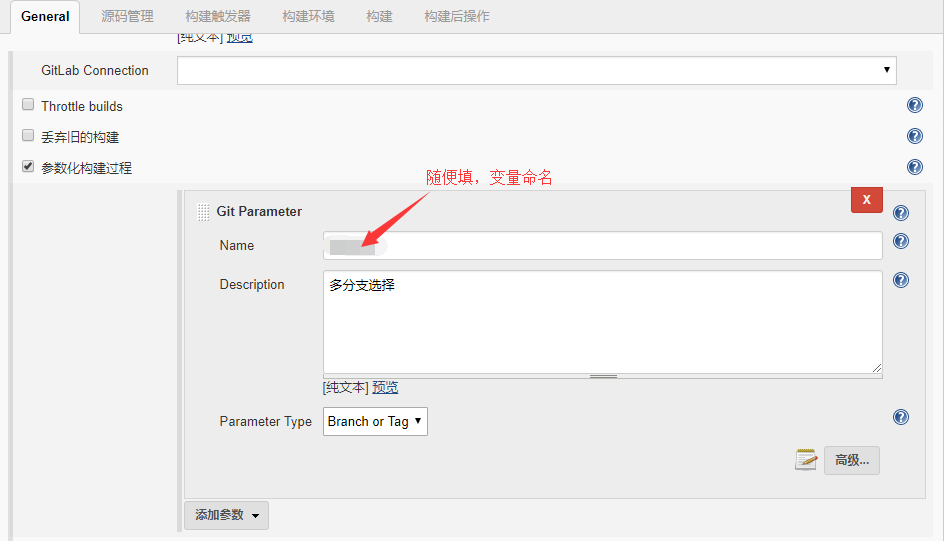 General 源码管理 构建触发器 构建环境 构建 构建后操作
[纯文本] 预览
GitLab Connection
Throttle builds
丢弃旧的构建
参数化构建过程
随便填，变量命名
X
Git Parameter
Name
Description 多分支选择
[纯文本] 预览
Parameter Type Branch or Tag
高级...
添加参数